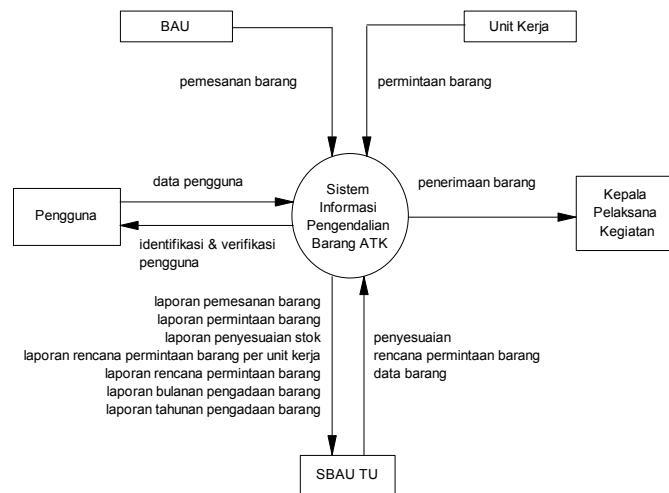 BAU
Unit Kerja
pemesanan barang
permintaan barang
Sistem
Informasi
Pengendalian
Barang ATK
data pengguna
Pengguna
identifikasi & verifikasi
pengguna
penerimaan barang
Kepala
Pelaksana
Kegiatan
laporan pemesanan barang
laporan permintaan barang
laporan penyesuaian stok
laporan rencana permintaan barang per unit kerja
laporan rencana permintaan barang
laporan bulanan pengadaan barang
laporan tahunan pengadaan barang
penyesuaian
rencana permintaan barang
data barang
SBAU TU